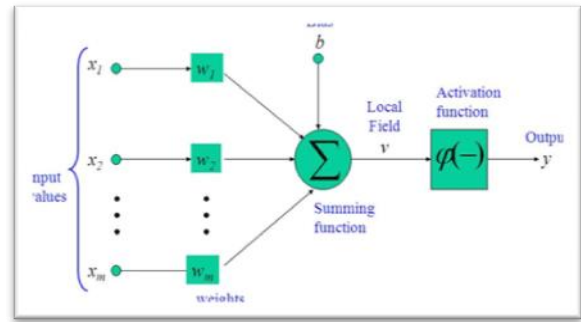 b
x1
w1
Local
Field
v
Activation
function
x2
w2
Σ
φ(−)
Outpu
y
nput
values
Summing
function
xm
wm
weights